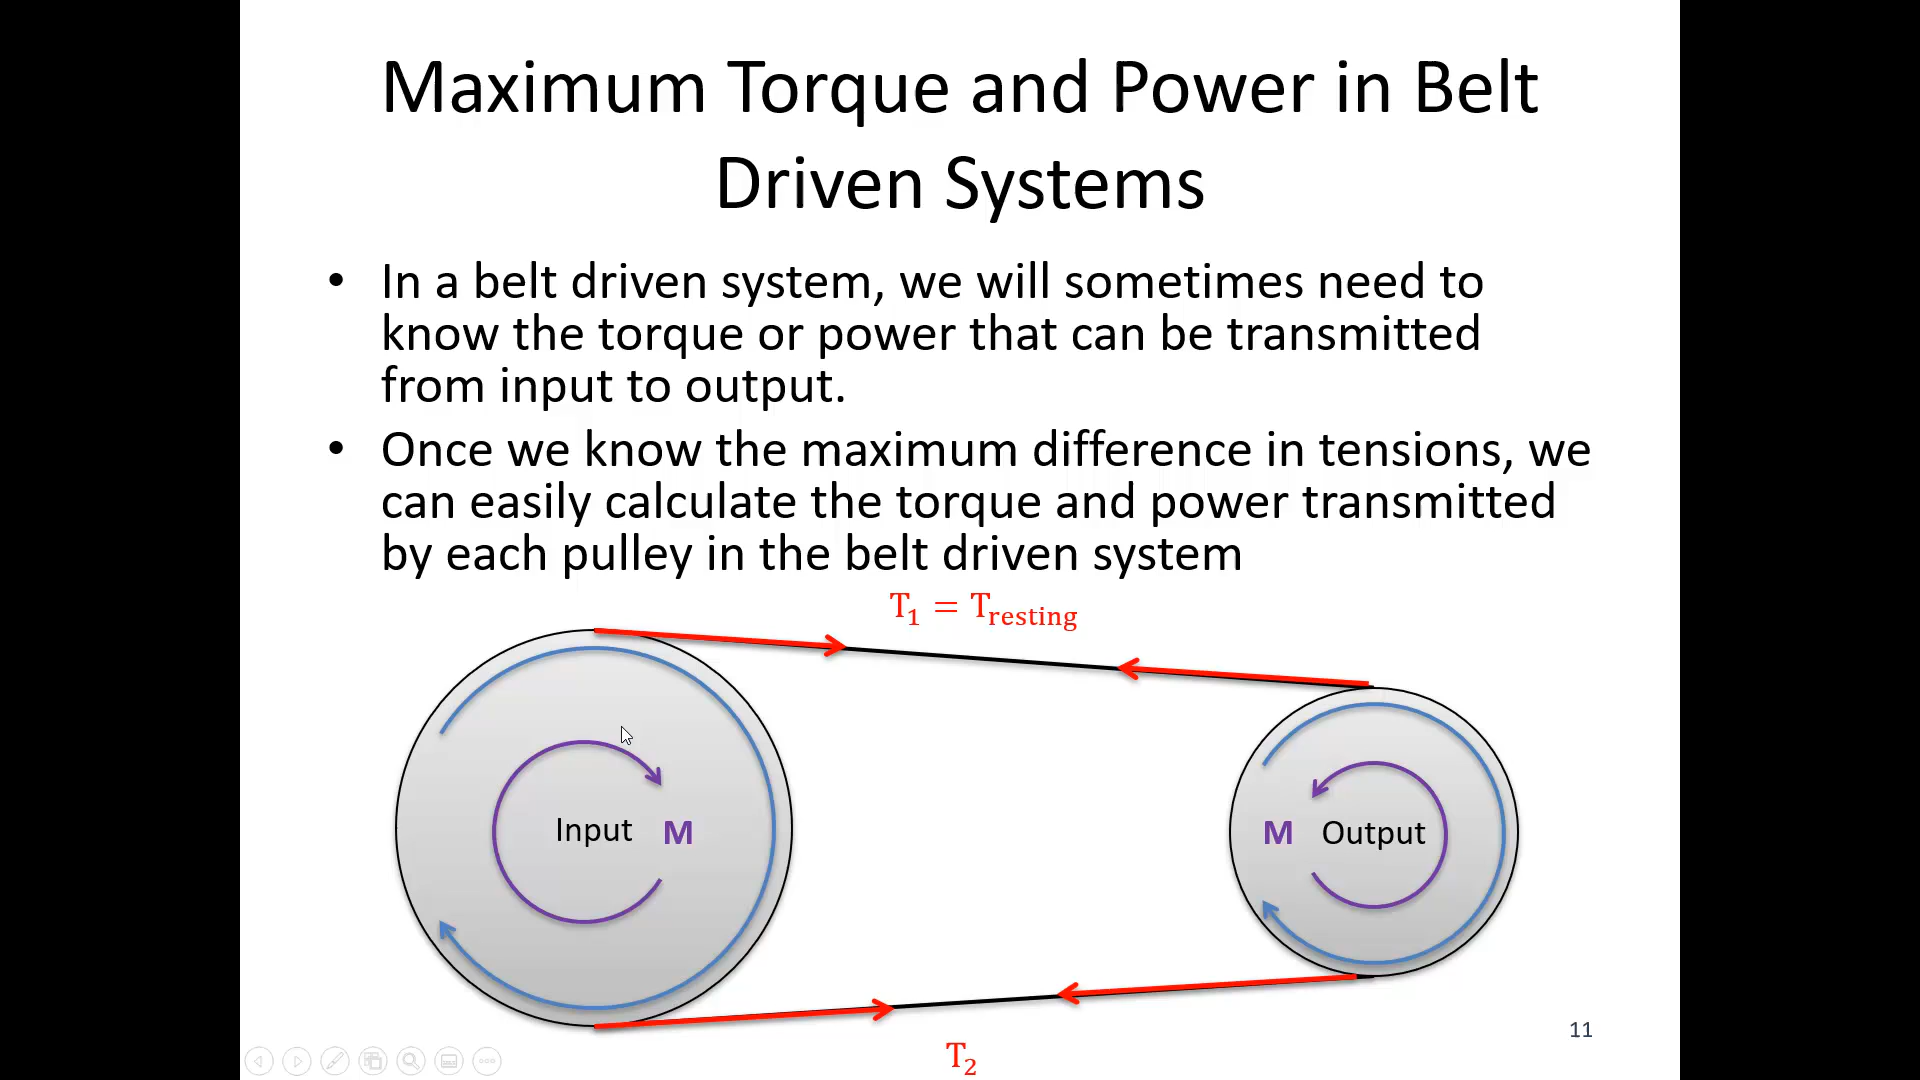 Maximum Torque and Power in Belt
Driven Systems
• In a belt driven system, we will sometimes need to
know the torque or power that can be transmitted
from input to output.
• Once we know the maximum difference in tensions, we
can easily calculate the torque and power transmitted
by each pulley in the belt driven system
T₁ = Tresting
Input M
M Output
T₂
11